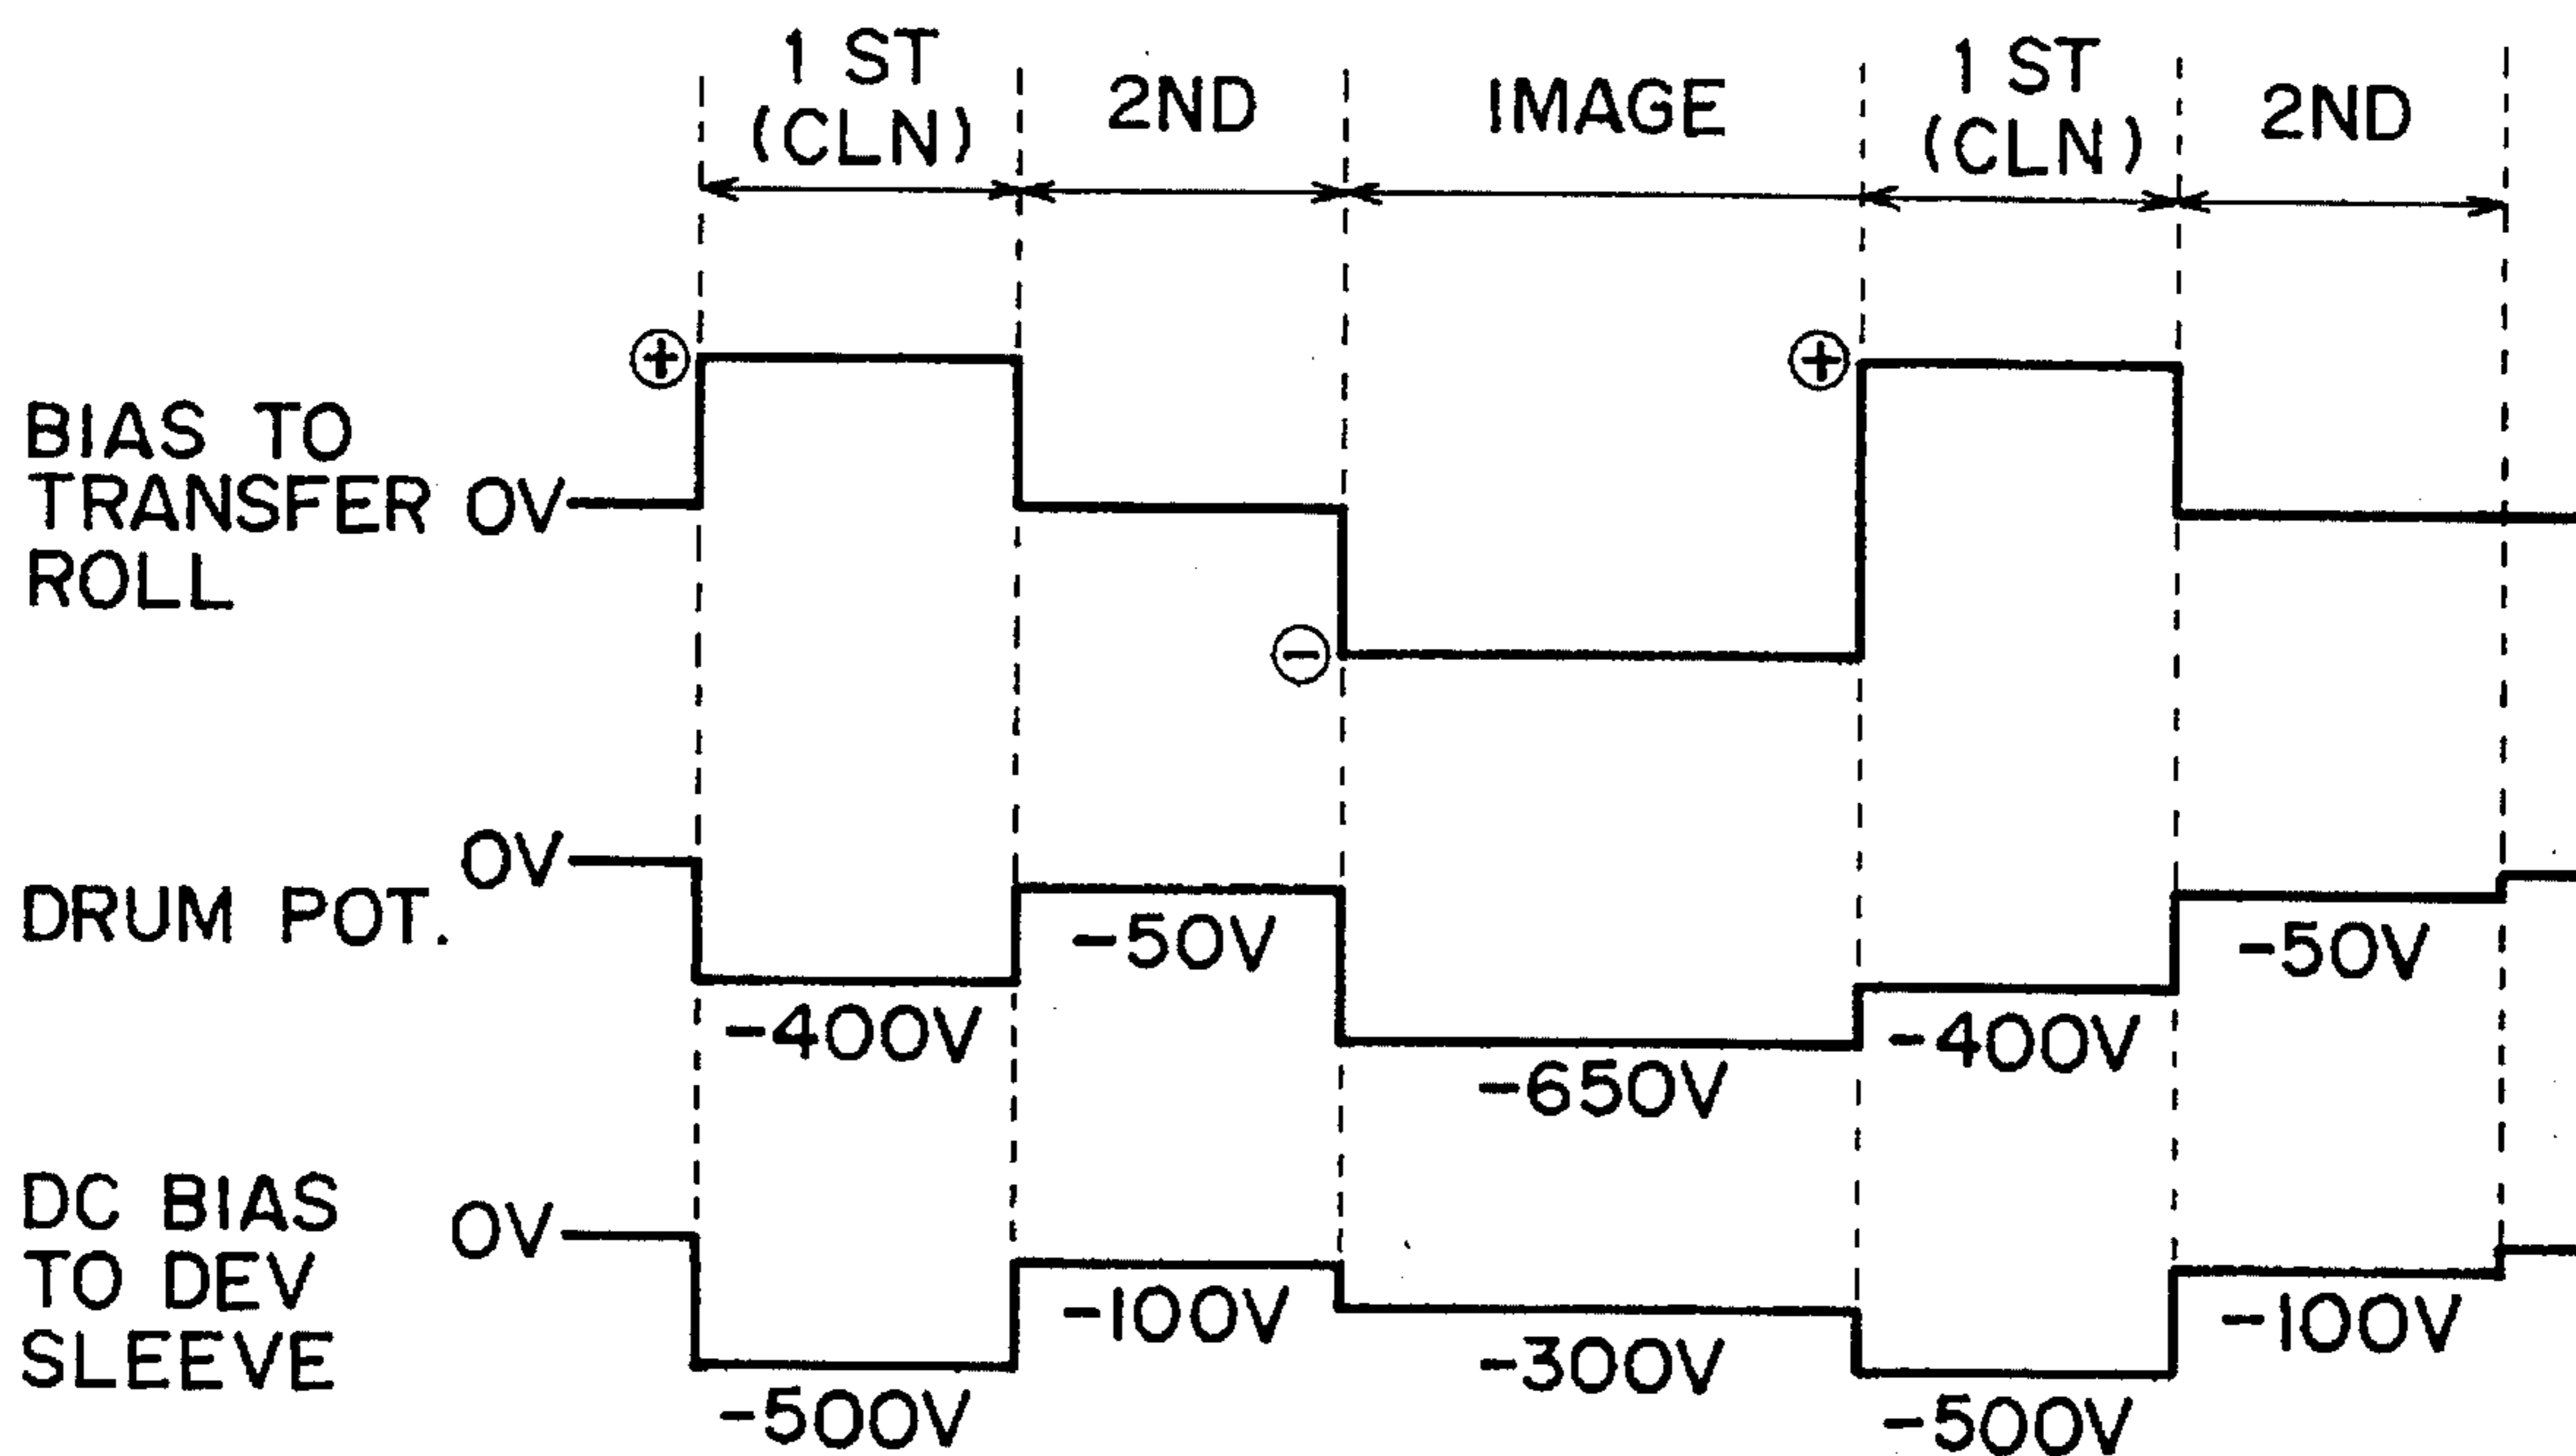 1 ST
(CLN)
2ND
IMAGE
1 ST
(CLN)
2ND
BIAS TO
TRANSFER
ROLL
0V
+
-
+
DRUM POT.
0V
-400V
-50V
-650V
-400V
-50V
DC BIAS
TO DEV
SLEEVE
0V
-500V
-100V
-300V
-500V
-100V